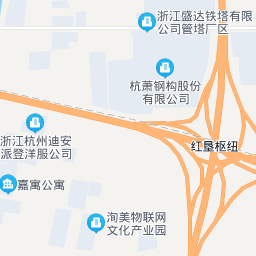 浙江盛达铁塔有限
公司管塔厂区
杭萧钢构股份
有限公司
浙江杭州迪安
派登洋服公司
红垦枢纽
嘉寓公寓
洵美物联网
文化产业园